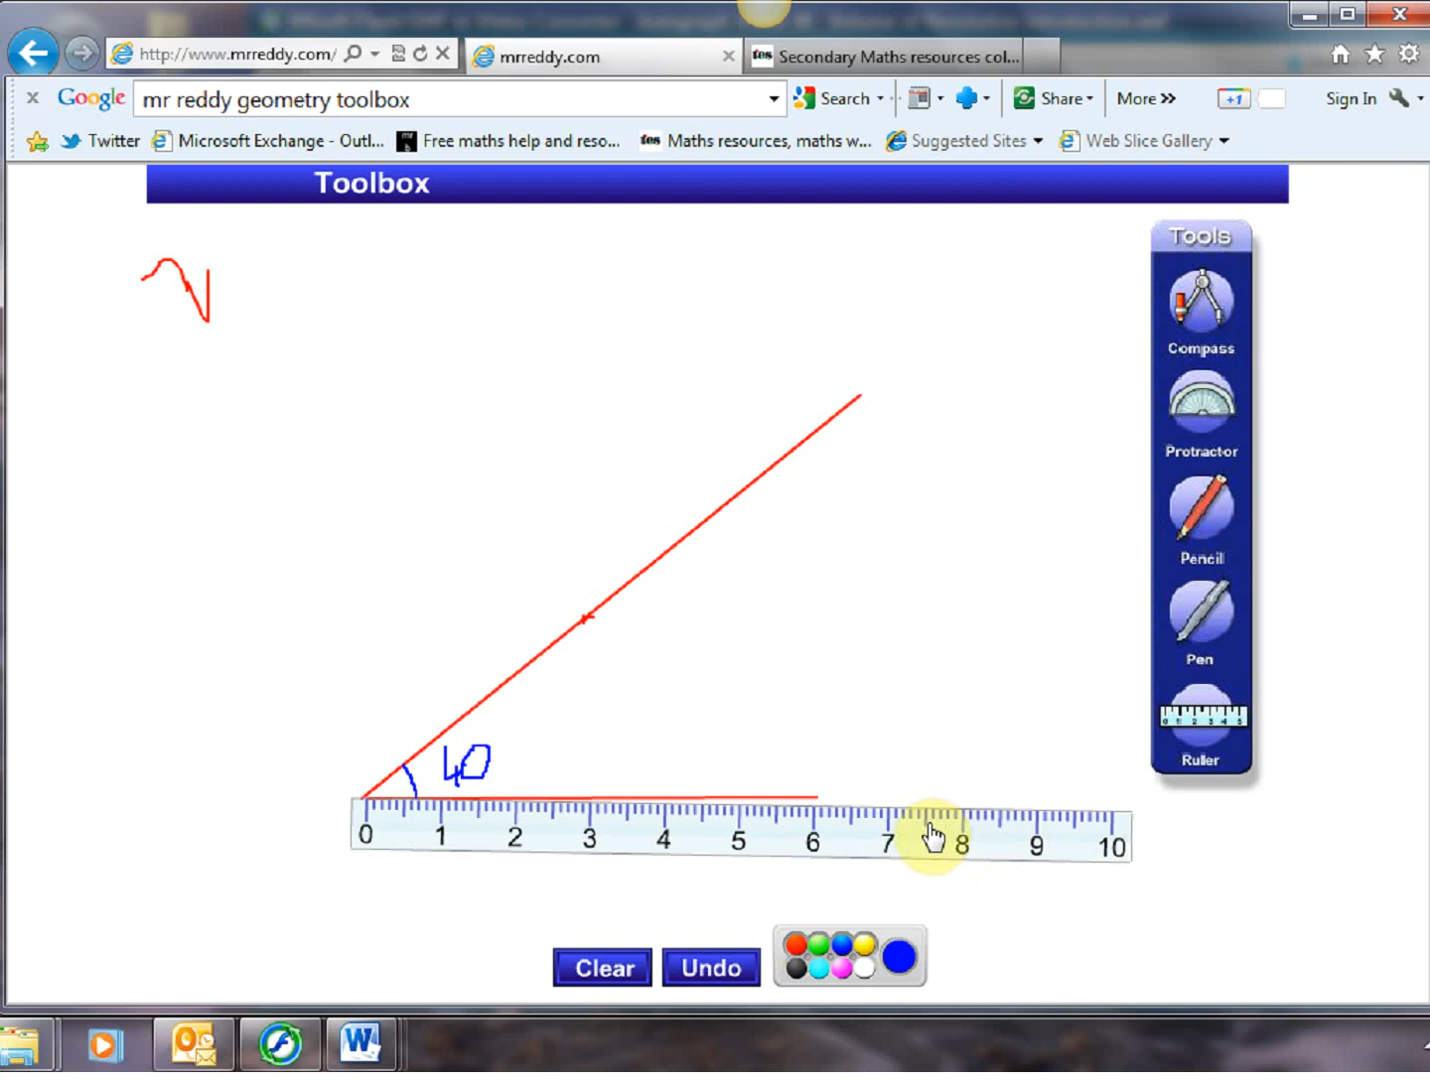 http://www.mrreddy.com/
mrreddy.com
tes Secondary Maths resources col...
x Google mr reddy geometry toolbox Search Share More +1 Sign In
Twitter Microsoft Exchange - Outl... Free maths help and reso... tes Maths resources, maths w... Suggested Sites Web Slice Gallery
Toolbox
Tools
Compass
Protractor
Pencil
Pen
Ruler
40
0 1 2 3 4 5 6 7 8 9 10
Clear Undo